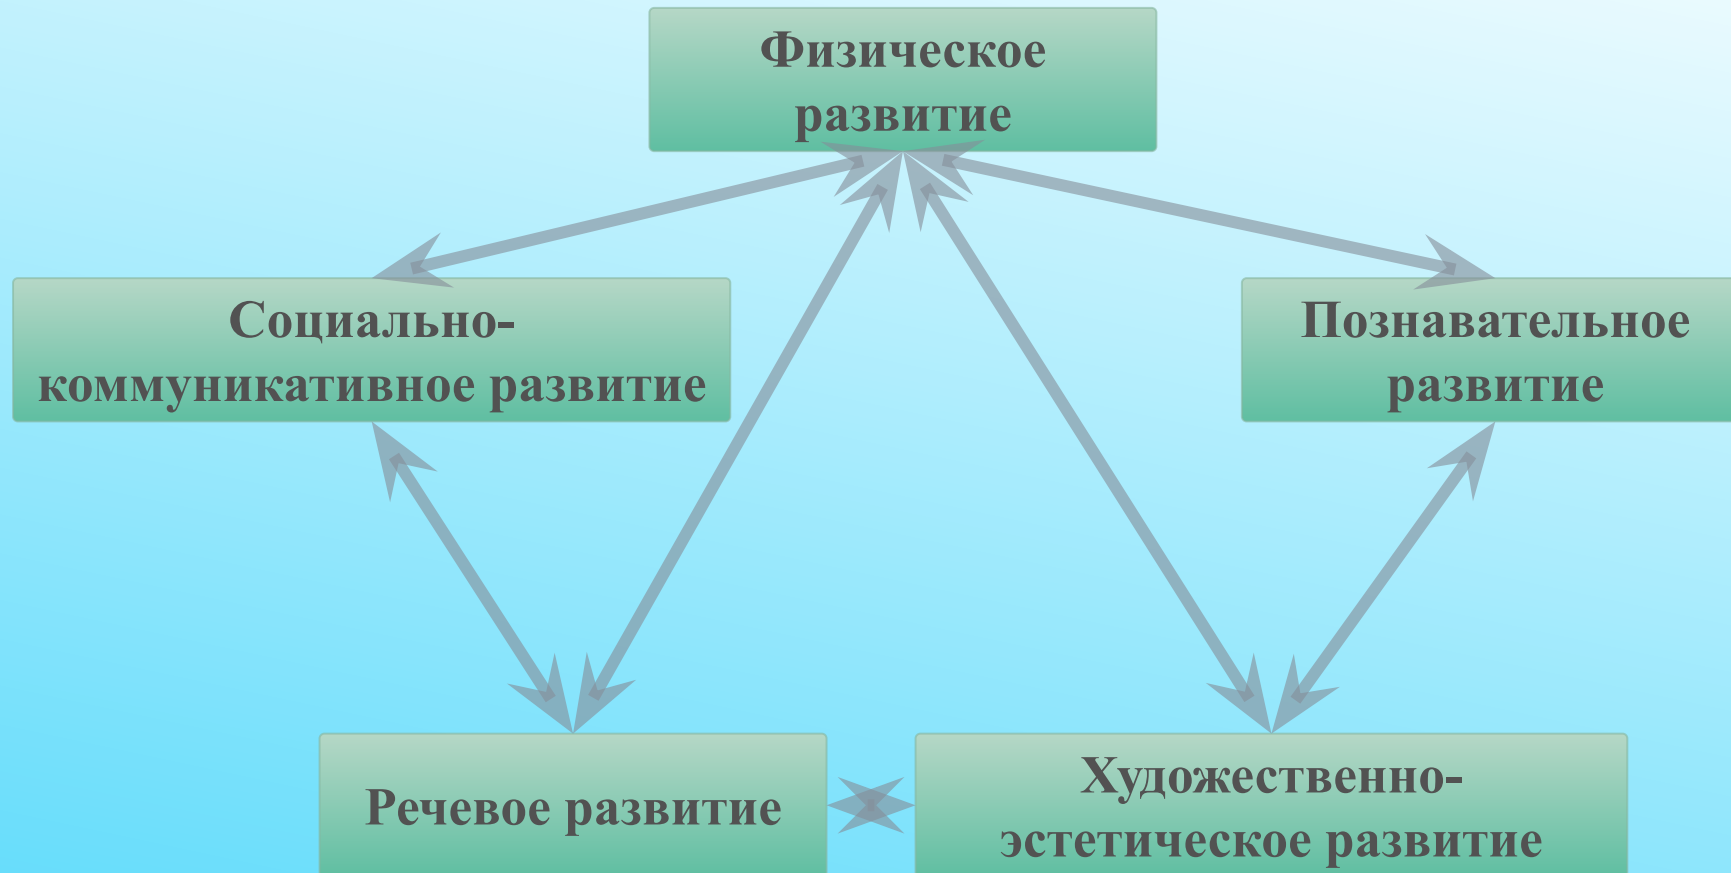 Физическое
развитие
Социально-
коммуникативное развитие
Познавательное
развитие
Речевое развитие
Художественно-
эстетическое развитие